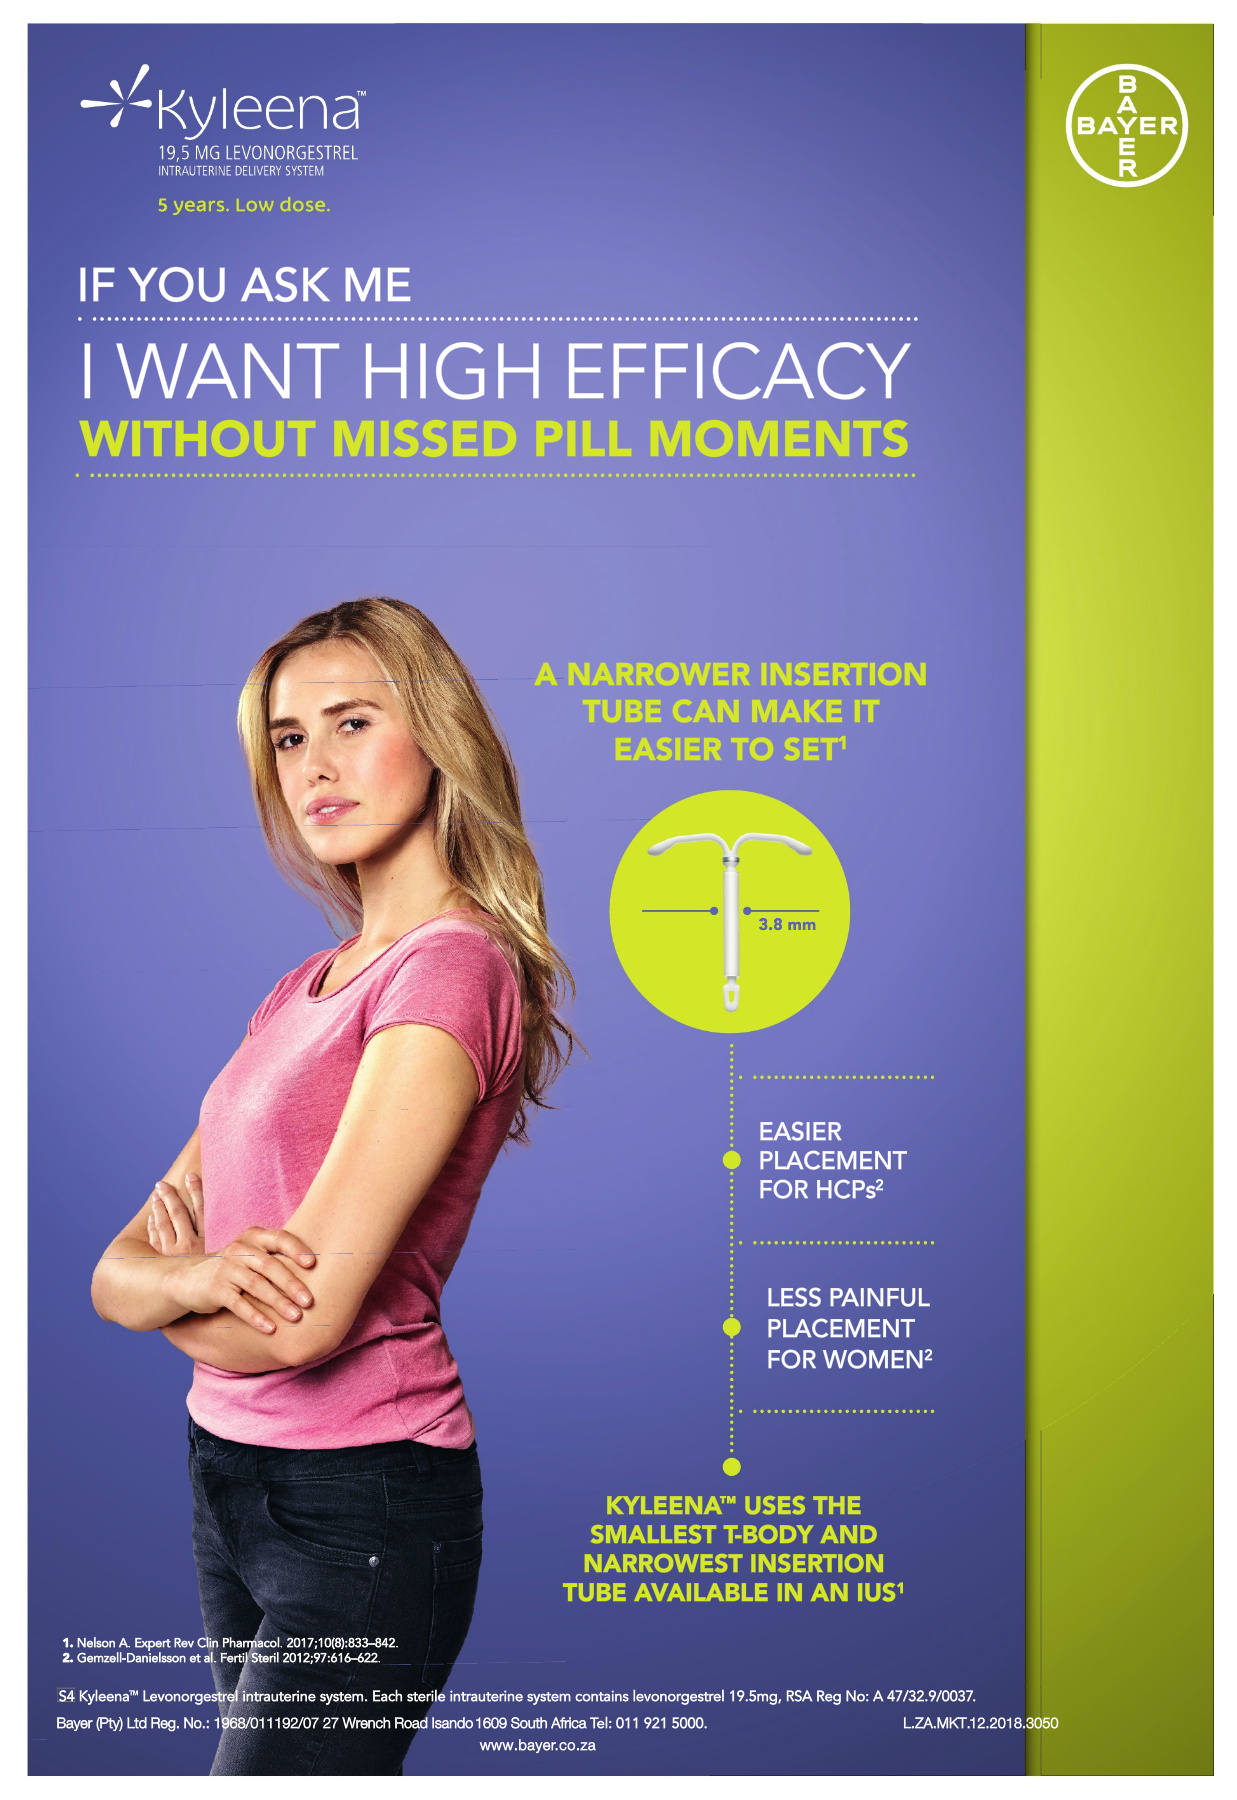 Kyleena™
19,5 MG LEVONORGESTREL
INTRAUTERINE DELIVERY SYSTEM
5 years. Low dose.
BAYER
BAYER
IF YOU ASK ME
I WANT HIGH EFFICACY
WITHOUT MISSED PILL MOMENTS
A NARROWER INSERTION
TUBE CAN MAKE IT
EASIER TO SET¹
3.8 mm
EASIER
PLACEMENT
FOR HCPs²
LESS PAINFUL
PLACEMENT
FOR WOMEN²
KYLEENA™ USES THE
SMALLEST T-BODY AND
NARROWEST INSERTION
TUBE AVAILABLE IN AN IUS¹
1. Nelson A. Expert Rev Clin Pharmacol. 2017;10(8):833–842.
2. Gemzell-Danielsson et al. Fertil Steril 2012;97:616–622.
S4 Kyleena™ Levonorgestrel intrauterine system. Each sterile intrauterine system contains levonorgestrel 19.5mg, RSA Reg No: A 47/32.9/0037.
Bayer (Pty) Ltd Reg. No.: 1968/011192/07 27 Wrench Road Isando 1609 South Africa Tel: 011 921 5000. L.ZA.MKT.12.2018.3050
www.bayer.co.za